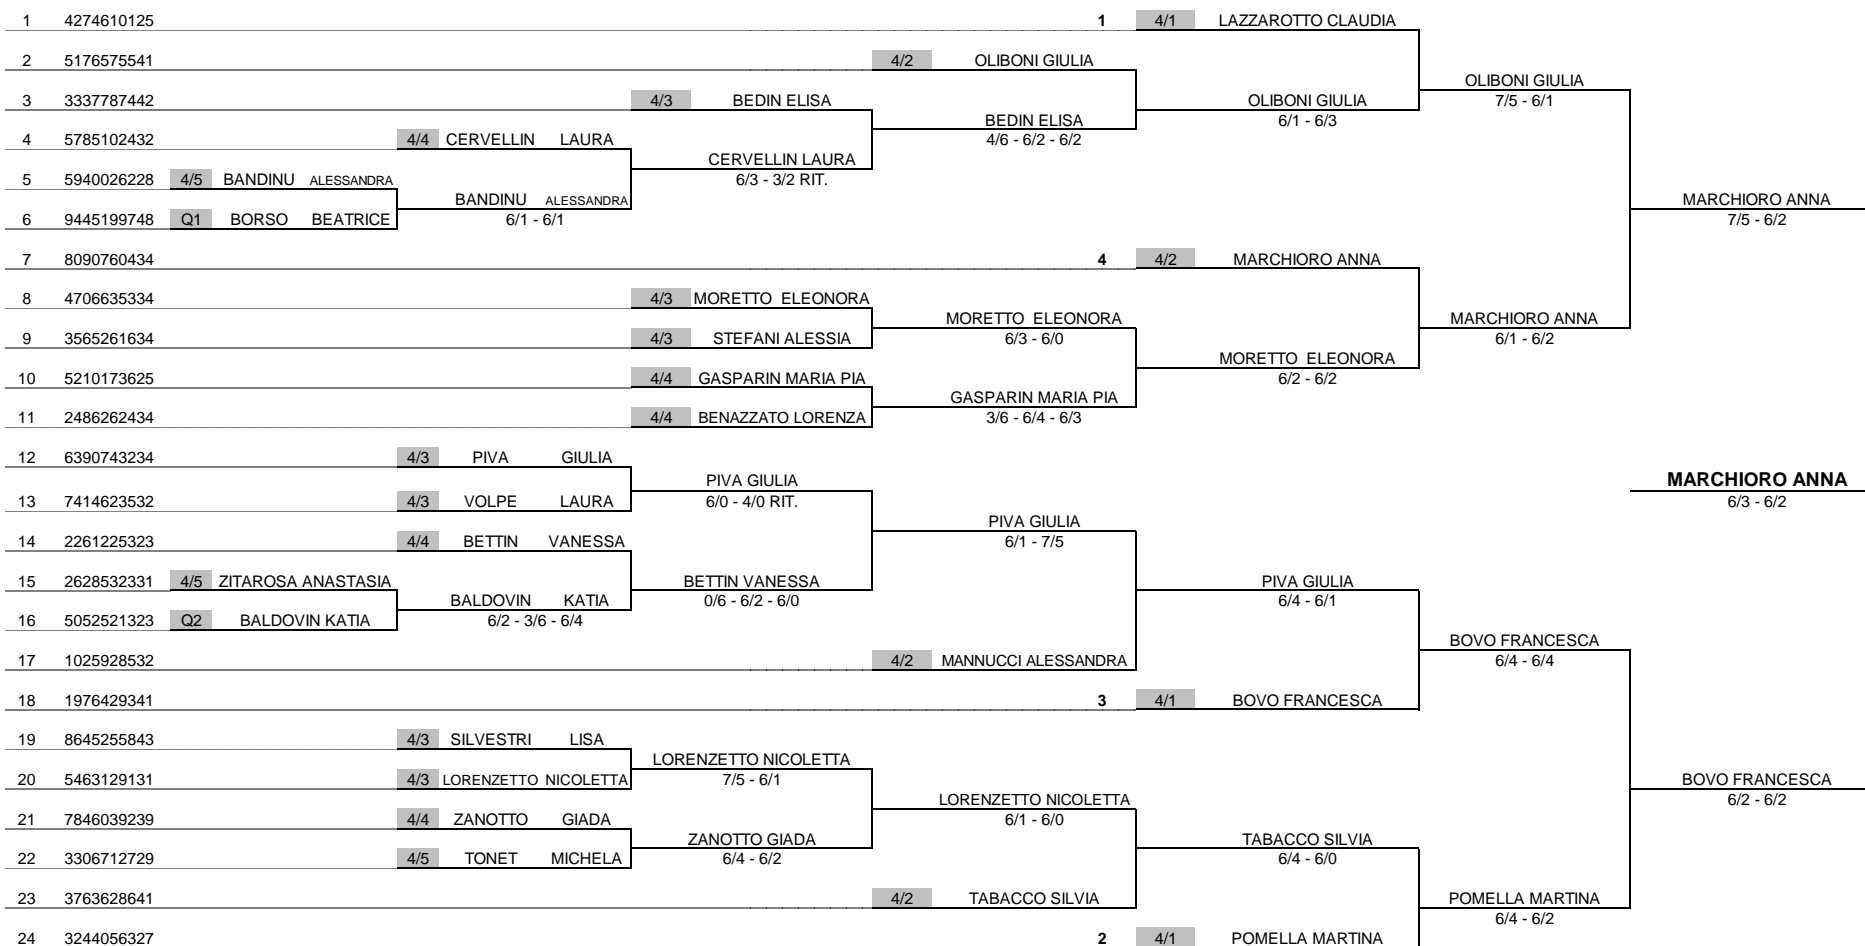 1 4274610125 1 4/1 LAZZAROTTO CLAUDIA
2 5176575541 4/2 OLIBONI GIULIA
OLIBONI GIULIA
3 3337787442 4/3 BEDIN ELISA OLIBONI GIULIA 7/5 - 6/1
BEDIN ELISA 6/1 - 6/3
4 5785102432 4/4 CERVELLIN LAURA 4/6 - 6/2 - 6/2
CERVELLIN LAURA
5 5940026228 4/5 BANDINU ALESSANDRA 6/3 - 3/2 RIT.
BANDINU ALESSANDRA MARCHIORO ANNA
6 9445199748 Q1 BORSO BEATRICE 6/1 - 6/1 7/5 - 6/2
7 8090760434 4 4/2 MARCHIORO ANNA
8 4706635334 4/3 MORETTO ELEONORA
MORETTO ELEONORA MARCHIORO ANNA
9 3565261634 4/3 STEFANI ALESSIA 6/3 - 6/0 6/1 - 6/2
MORETTO ELEONORA
10 5210173625 4/4 GASPARIN MARIA PIA 6/2 - 6/2
GASPARIN MARIA PIA
11 2486262434 4/4 BENAZZATO LORENZA 3/6 - 6/4 - 6/3
12 6390743234 4/3 PIVA GIULIA
PIVA GIULIA MARCHIORO ANNA
13 7414623532 4/3 VOLPE LAURA 6/0 - 4/0 RIT. 6/3 - 6/2
PIVA GIULIA
14 2261225323 4/4 BETTIN VANESSA 6/1 - 7/5
15 2628532331 4/5 ZITAROSA ANASTASIA BETTIN VANESSA PIVA GIULIA
BALDOVIN KATIA 0/6 - 6/2 - 6/0 6/4 - 6/1
16 5052521323 Q2 BALDOVIN KATIA 6/2 - 3/6 - 6/4
BOVO FRANCESCA
17 1025928532 4/2 MANNUCCI ALESSANDRA 6/4 - 6/4
18 1976429341 3 4/1 BOVO FRANCESCA
19 8645255843 4/3 SILVESTRI LISA
LORENZETTO NICOLETTA
20 5463129131 4/3 LORENZETTO NICOLETTA 7/5 - 6/1 BOVO FRANCESCA
LORENZETTO NICOLETTA 6/2 - 6/2
21 7846039239 4/4 ZANOTTO GIADA 6/1 - 6/0
ZANOTTO GIADA TABACCO SILVIA
22 3306712729 4/5 TONET MICHELA 6/4 - 6/2 6/4 - 6/0
23 3763628641 4/2 TABACCO SILVIA POMELLA MARTINA
6/4 - 6/2
24 3244056327 2 4/1 POMELLA MARTINA